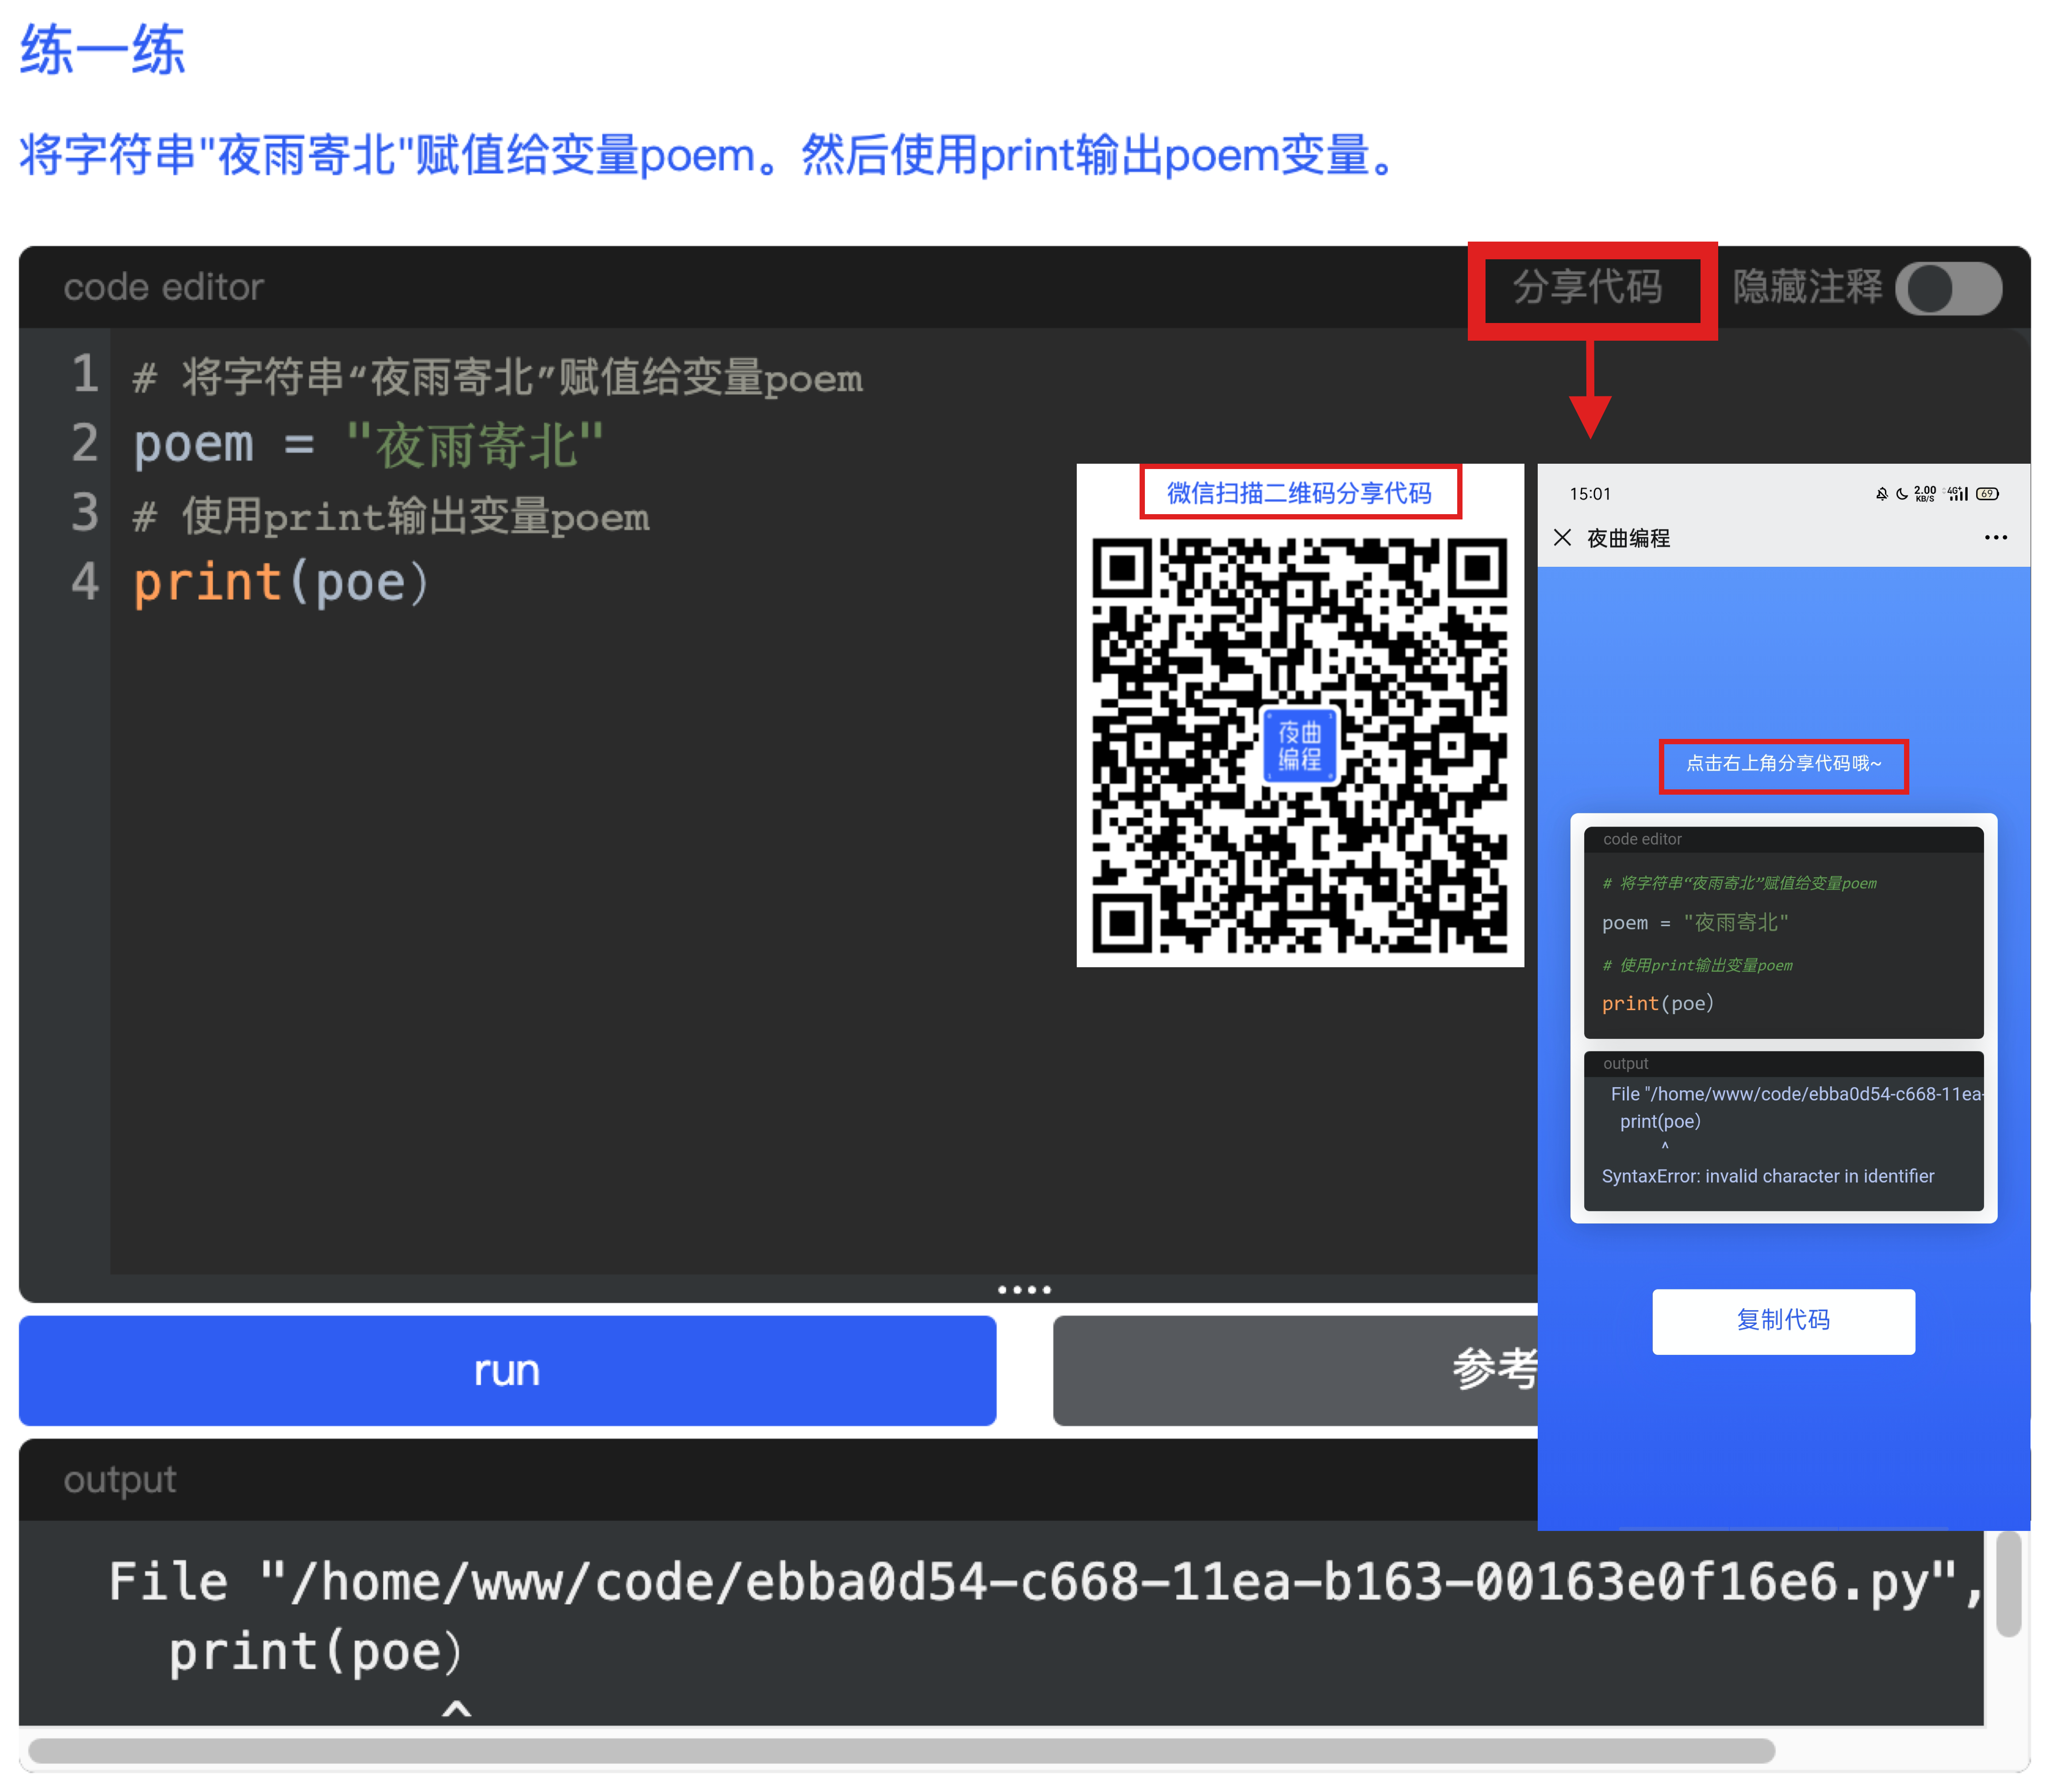 练一练
将字符串"夜雨寄北"赋值给变量poem。然后使用print输出poem变量。
code editor
分享代码
隐藏注释
1 # 将字符串“夜雨寄北”赋值给变量poem
2 poem = "夜雨寄北"
3 # 使用print输出变量poem
4 print(poe）
微信扫描二维码分享代码
夜曲
编程
15:01
2.00
KB/S
4G+
69
夜曲编程
点击右上角分享代码哦~
code editor
# 将字符串“夜雨寄北”赋值给变量poem
poem = "夜雨寄北"
# 使用print输出变量poem
print(poe）
output
File "/home/www/code/ebba0d54-c668-11ea-
print(poe）
^
SyntaxError: invalid character in identifier
复制代码
run
参考
output
File "/home/www/code/ebba0d54-c668-11ea-b163-00163e0f16e6.py",
print(poe）
^